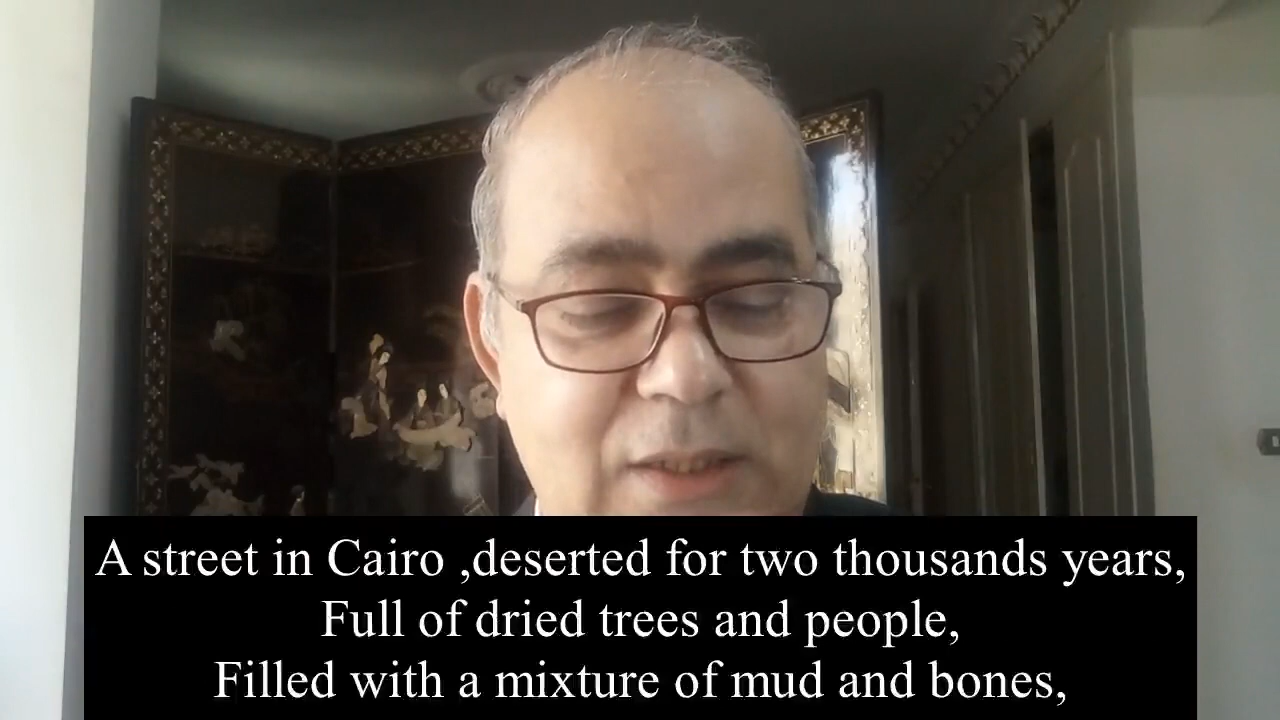 A street in Cairo ,deserted for two thousands years,
Full of dried trees and people,
Filled with a mixture of mud and bones,